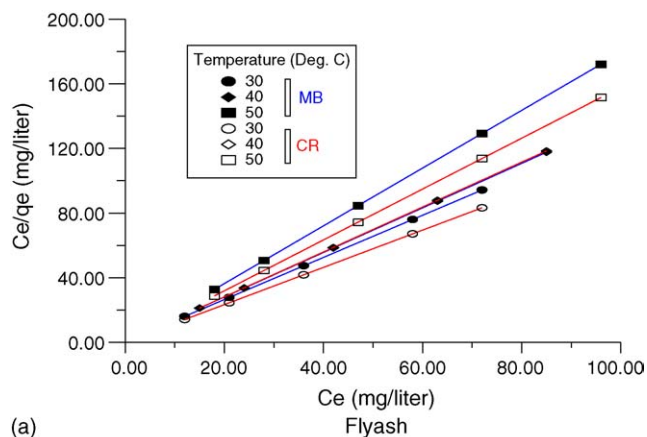 200.00
160.00
120.00
80.00
40.00
0.00
Ce/qe (mg/liter)
Temperature (Deg. C)
30
40 MB
50
30
40 CR
50
0.00 20.00 40.00 60.00 80.00 100.00
Ce (mg/liter)
(a) Flyash